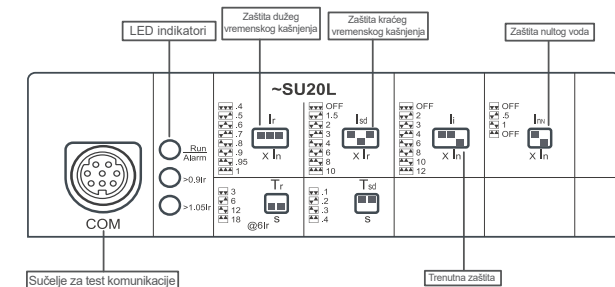 LED indikatori
Zaštita dužeg
vremenskog kašnjenja
Zaštita kraćeg
vremenskog kašnjenja
Zaštita nultog voda
~SU20L
Run
Alarm
>0.9Ir
>1.05Ir
COM
.4
.5
.6
.7
.8
.9
.95
1
Ir
X In
OFF
1.5
2
3
4
6
8
10
Isd
X Ir
OFF
2
3
4
6
8
10
12
Ii
X In
OFF
.5
1
OFF
INN
X In
3
6
12
18
@6Ir
Tr
s
.1
.2
.3
.4
Tsd
s
Sučelje za test komunikacije
Trenutna zaštita